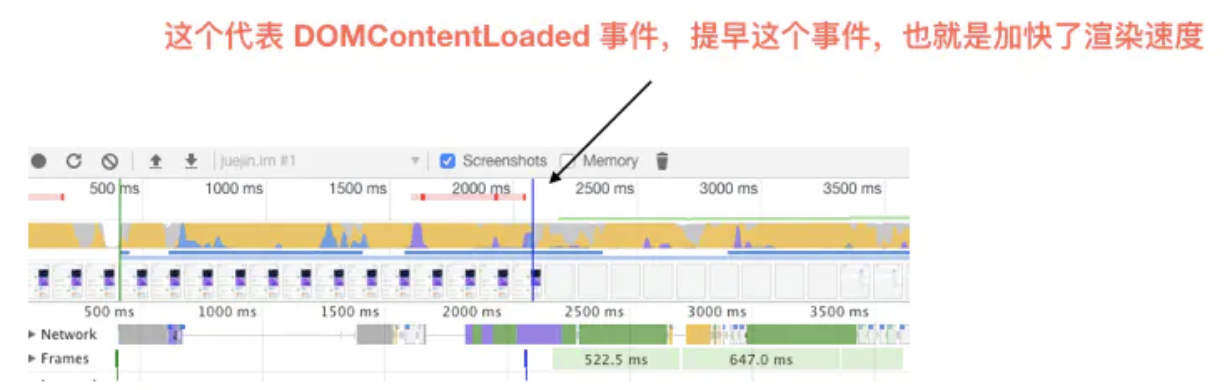 这个代表 DOMContentLoaded 事件，提早这个事件，也就是加快了渲染速度
juejin.im #1 Screenshots Memory
500 ms 1000 ms 1500 ms 2000 ms 2500 ms 3000 ms 3500 ms
500 ms 1000 ms 1500 ms 2000 ms 2500 ms 3000 ms 3500 ms
Network
Frames 522.5 ms 647.0 ms